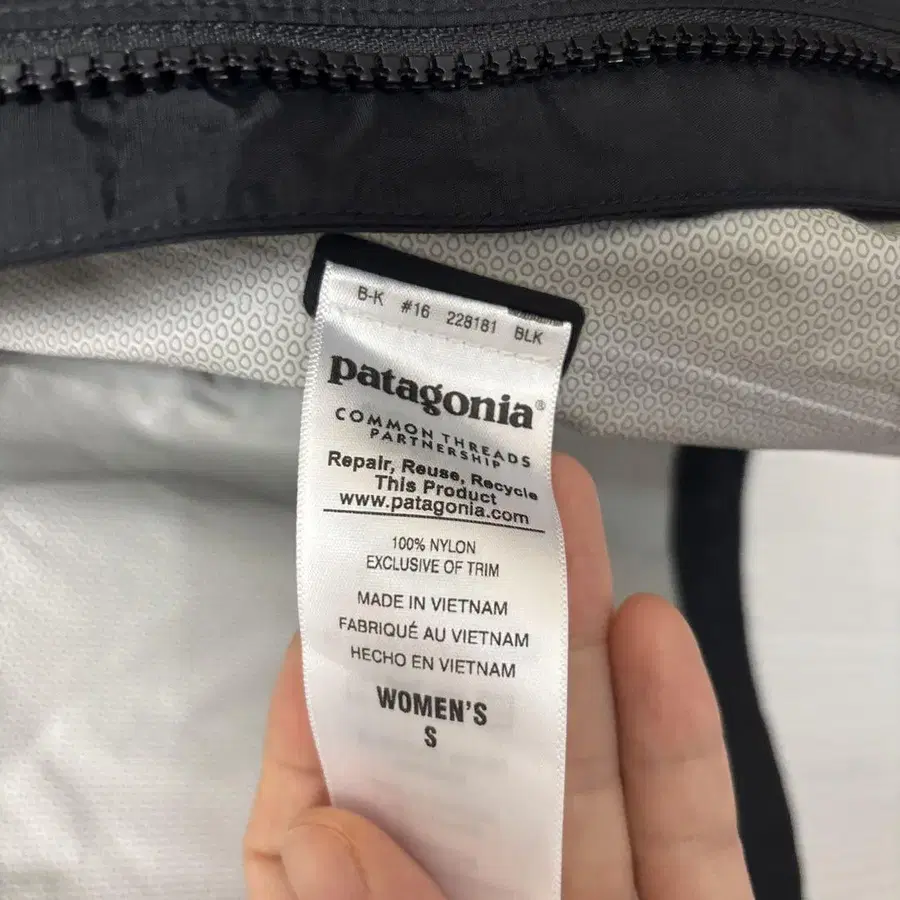 B-K #16 228181 BLK
patagonia®
COMMON THREADS
PARTNERSHIP
Repair, Reuse, Recycle
This Product
www.patagonia.com
100% NYLON
EXCLUSIVE OF TRIM
MADE IN VIETNAM
FABRIQUÉ AU VIETNAM
HECHO EN VIETNAM
WOMEN'S
S